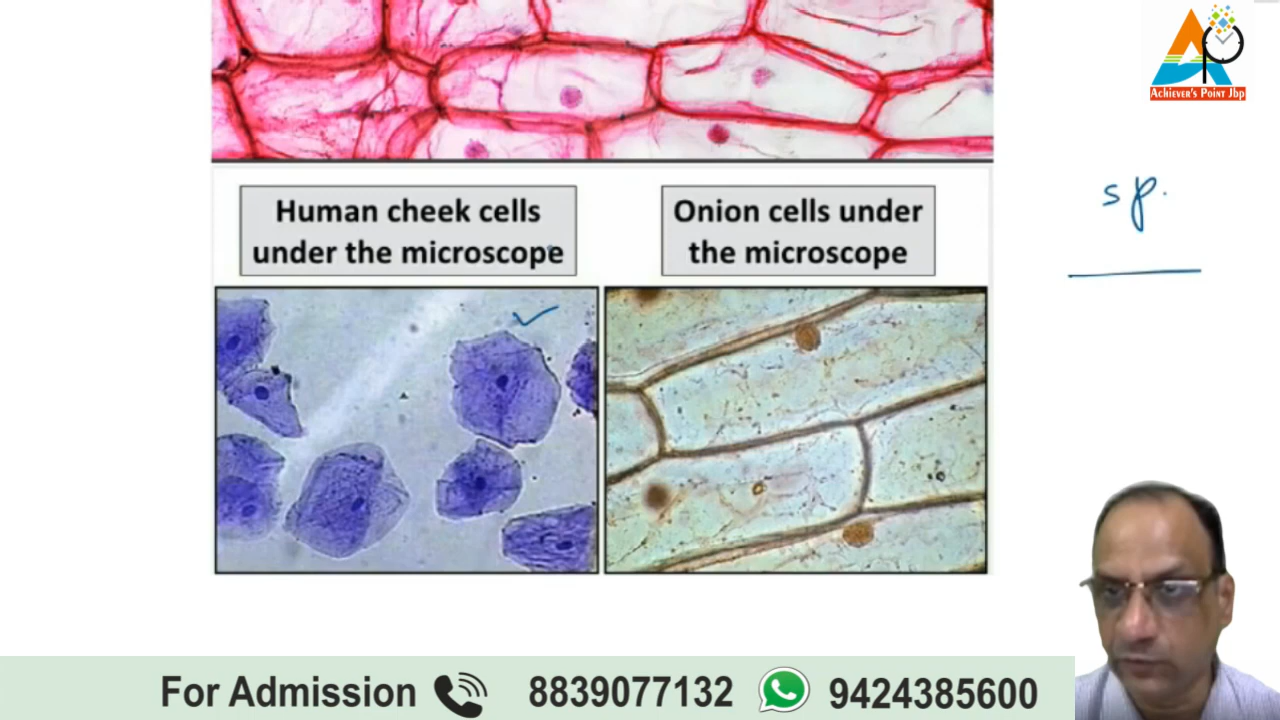 ACHIEVER'S POINT JBP
sp.
Human cheek cells
under the microscope
Onion cells under
the microscope
For Admission 8839077132 9424385600